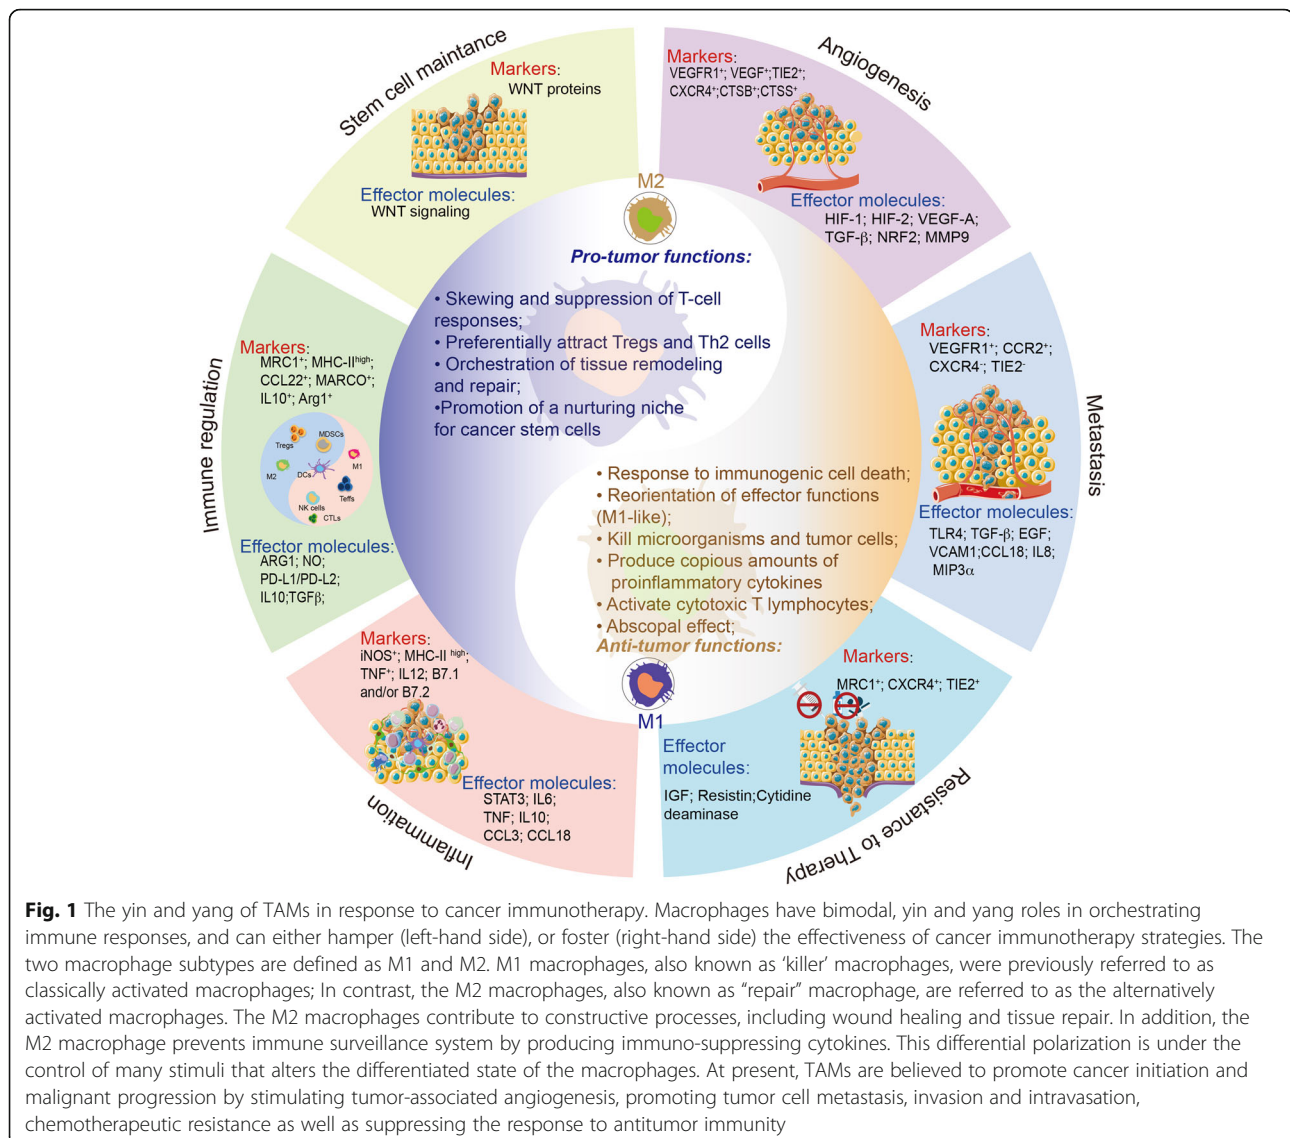 Stem cell maintance
Markers:
WNT proteins
Effector molecules:
WNT signaling
Angiogenesis
Markers:
VEGFR1⁺; VEGF⁺;TIE2⁺;
CXCR4⁺;CTSB⁺;CTSS⁺
Effector molecules:
HIF-1; HIF-2; VEGF-A;
TGF-β; NRF2; MMP9
M2
Pro-tumor functions:
• Skewing and suppression of T-cell
responses;
• Preferentially attract Tregs and Th2 cells
• Orchestration of tissue remodeling
and repair;
•Promotion of a nurturing niche
for cancer stem cells
Immune regulation
Markers:
MRC1⁺; MHC-II^high;
CCL22⁺; MARCO⁺;
IL10⁺; Arg1⁺
Tregs
MDSCs
M2
DCs
M1
Teffs
NK cells
CTLs
Effector molecules:
ARG1; NO;
PD-L1/PD-L2;
IL10;TGFβ;
Metastasis
Markers:
VEGFR1⁺; CCR2⁺;
CXCR4⁻; TIE2⁻
Effector molecules:
TLR4; TGF-β; EGF;
VCAM1;CCL18; IL8;
MIP3α
• Response to immunogenic cell death;
• Reorientation of effector functions
(M1-like);
• Kill microorganisms and tumor cells;
• Produce copious amounts of
proinflammatory cytokines
• Activate cytotoxic T lymphocytes;
• Abscopal effect;
Anti-tumor functions:
M1
Inflammation
Markers:
iNOS⁺; MHC-II ^high;
TNF⁺; IL12; B7.1
and/or B7.2
Effector molecules:
STAT3; IL6;
TNF; IL10;
CCL3; CCL18
Resistance to Therapy
Markers:
MRC1⁺; CXCR4⁺; TIE2⁺
Effector
molecules:
IGF; Resistin;Cytidine
deaminase
Fig. 1 The yin and yang of TAMs in response to cancer immunotherapy. Macrophages have bimodal, yin and yang roles in orchestrating
immune responses, and can either hamper (left-hand side), or foster (right-hand side) the effectiveness of cancer immunotherapy strategies. The
two macrophage subtypes are defined as M1 and M2. M1 macrophages, also known as ‘killer’ macrophages, were previously referred to as
classically activated macrophages; In contrast, the M2 macrophages, also known as “repair” macrophage, are referred to as the alternatively
activated macrophages. The M2 macrophages contribute to constructive processes, including wound healing and tissue repair. In addition, the
M2 macrophage prevents immune surveillance system by producing immuno-suppressing cytokines. This differential polarization is under the
control of many stimuli that alters the differentiated state of the macrophages. At present, TAMs are believed to promote cancer initiation and
malignant progression by stimulating tumor-associated angiogenesis, promoting tumor cell metastasis, invasion and intravasation,
chemotherapeutic resistance as well as suppressing the response to antitumor immunity